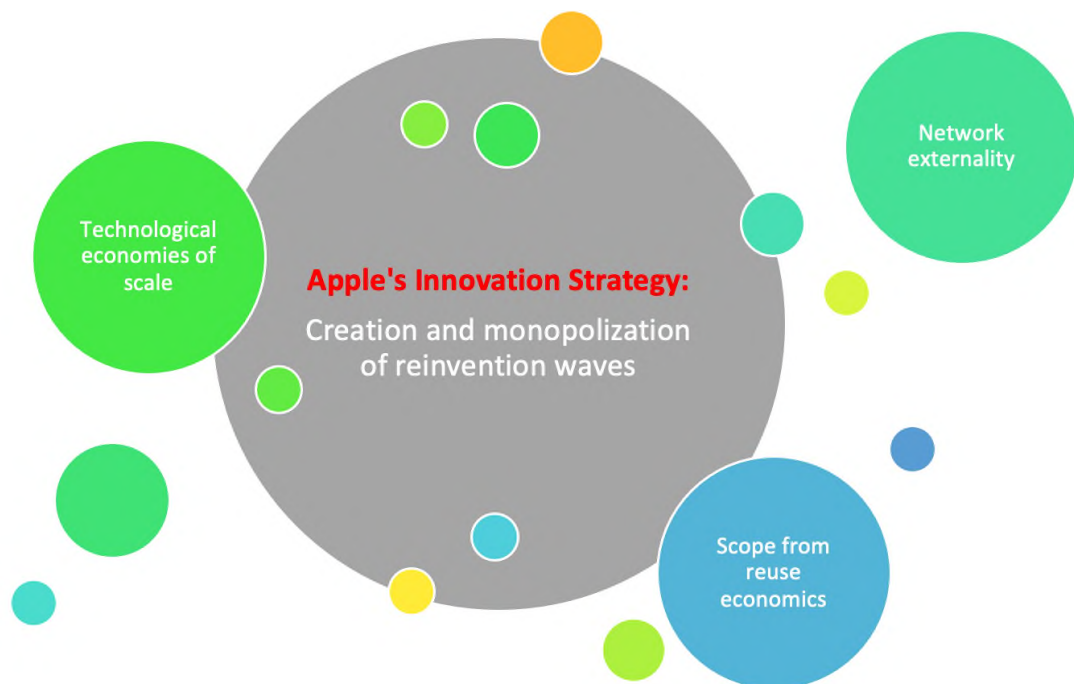 Network
externality
Technological
economies of
scale
Apple's Innovation Strategy:
Creation and monopolization
of reinvention waves
Scope from
reuse
economics